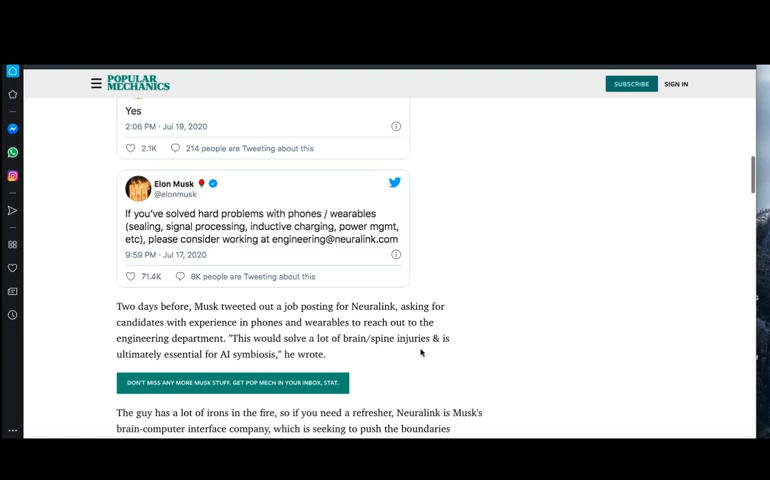 POPULAR
MECHANICS
SUBSCRIBE
SIGN IN
Yes
2:06 PM · Jul 19, 2020
2.1K
214 people are Tweeting about this
Elon Musk
@elonmusk
If you've solved hard problems with phones / wearables
(sealing, signal processing, inductive charging, power mgmt,
etc), please consider working at engineering@neuralink.com
9:59 PM · Jul 17, 2020
71.4K
8K people are Tweeting about this
Two days before, Musk tweeted out a job posting for Neuralink, asking for
candidates with experience in phones and wearables to reach out to the
engineering department. "This would solve a lot of brain/spine injuries & is
ultimately essential for AI symbiosis," he wrote.
DON'T MISS ANY MORE MUSK STUFF. GET POP MECH IN YOUR INBOX, STAT.
The guy has a lot of irons in the fire, so if you need a refresher, Neuralink is Musk's
brain-computer interface company, which is seeking to push the boundaries